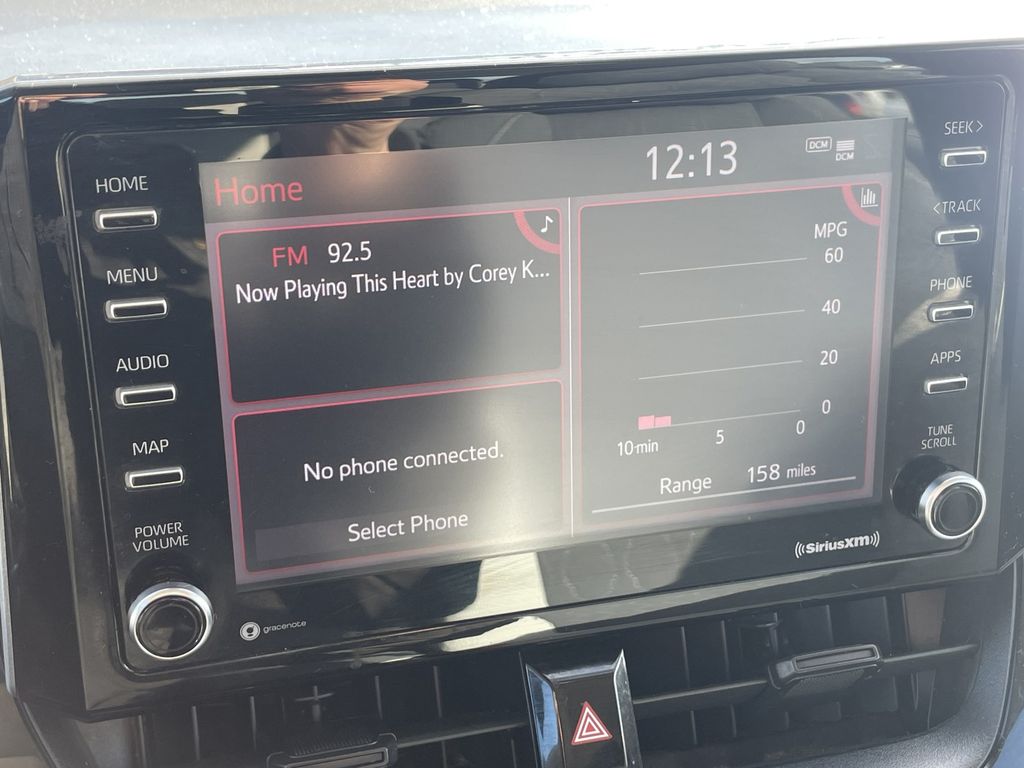 HOME
MENU
AUDIO
MAP
POWER
VOLUME
Home
12:13
DCM
DCM
FM 92.5
Now Playing This Heart by Corey K...
No phone connected.
Select Phone
MPG
60
40
20
0
10 min 5 0
Range 158 miles
SEEK >
< TRACK
PHONE
APPS
TUNE
SCROLL
gracenote
((SiriusXM))